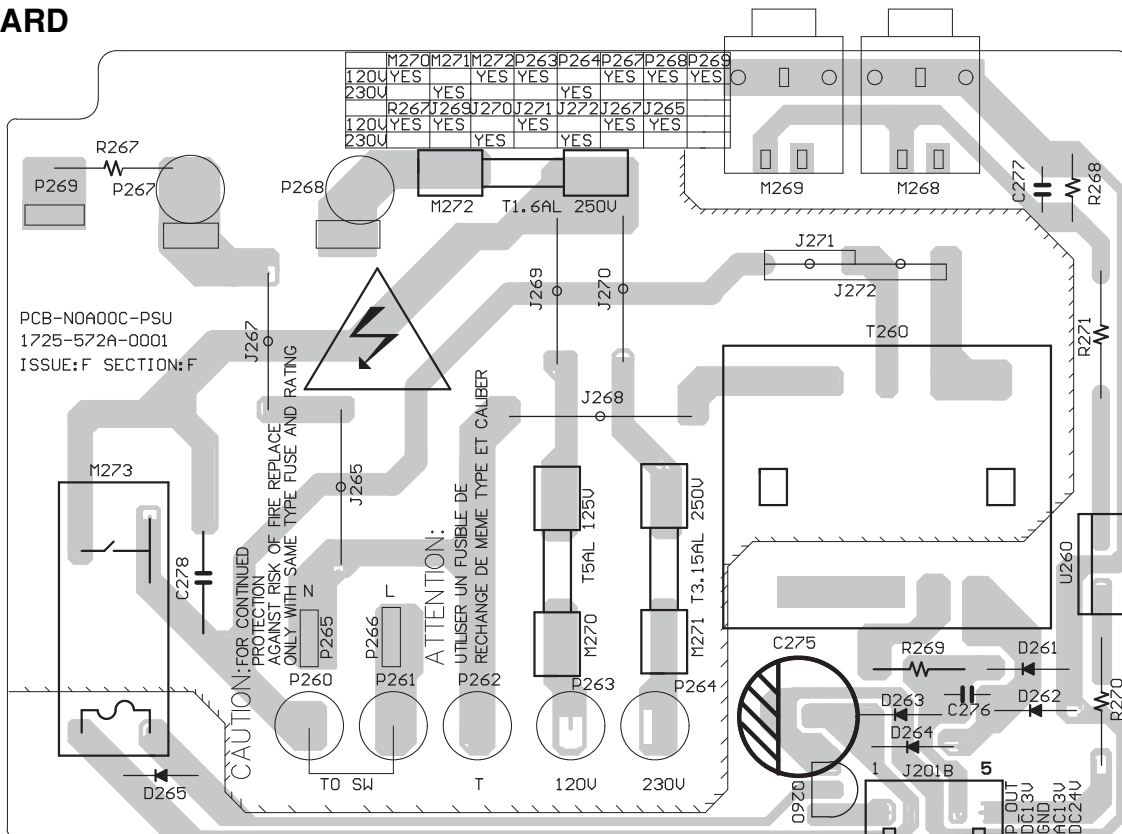 ARD
M270 M271 M272 P263 P264 P267 P268 P269
120V YES YES YES YES YES YES
230V YES YES
R267 J269 J270 J271 J272 J267 J265
120V YES YES YES YES YES
230V YES YES
R267
P269
P267
P268
M272
T1.6AL 250V
M269
M268
C277
R268
J271
J272
J269
J270
J267
T260
R271
PCB-NOA00C-PSU
1725-572A-0001
ISSUE:F SECTION:F
J268
J265
M273
C278
CAUTION:FOR CONTINUED
PROTECTION
AGAINST RISK OF FIRE REPLACE
ONLY WITH SAME TYPE FUSE AND RATING
ATTENTION:
UTLISER UN FUSIBLE DE
RECHANGE DE MEME TYPE ET CALIBER
T5AL 125V
T3.15AL 250V
M270
M271
U260
N
L
P265
P266
P260
P261
P262
P263
P264
TO SW
T
120V
230V
D265
C275
R269
D261
C276
D262
D263
D264
R270
Q260
1
J201B
5
P_OUT
DC13V
GND
AC13V
DC24V